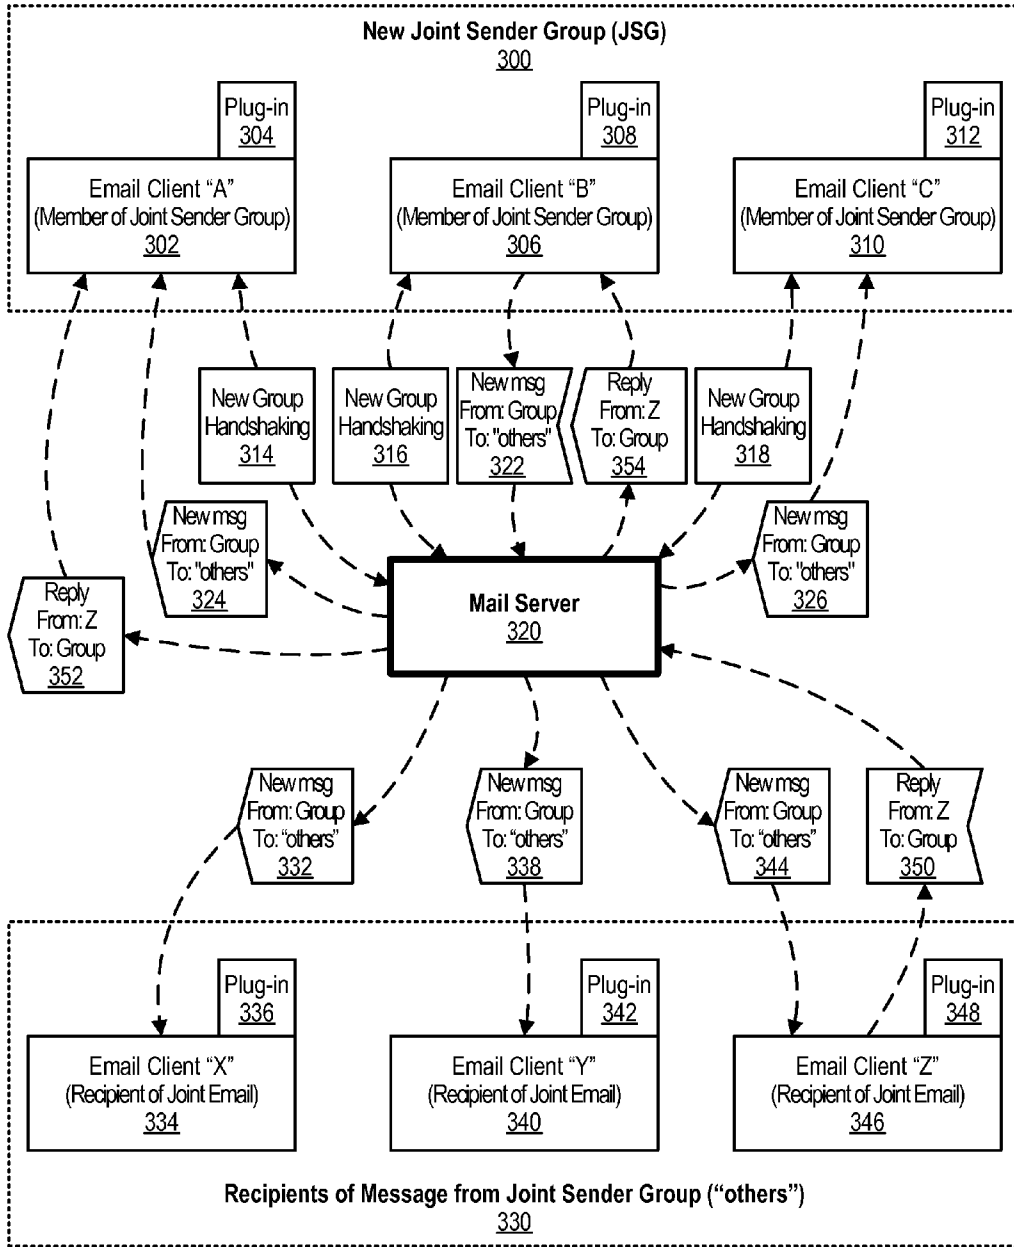 New Joint Sender Group (JSG)
300
Plug-in
304
Plug-in
308
Plug-in
312
Email Client “A”
(Member of Joint Sender Group)
302
Email Client “B”
(Member of Joint Sender Group)
306
Email Client “C”
(Member of Joint Sender Group)
310
New Group
Handshaking
314
New Group
Handshaking
316
New msg
From: Group
To: "others"
322
Reply
From: Z
To: Group
354
New Group
Handshaking
318
New msg
From: Group
To: "others"
324
New msg
From: Group
To: "others"
326
Reply
From: Z
To: Group
352
Mail Server
320
New msg
From: Group
To: “others”
332
New msg
From: Group
To: “others”
338
New msg
From: Group
To: “others”
344
Reply
From: Z
To: Group
350
Plug-in
336
Plug-in
342
Plug-in
348
Email Client “X”
(Recipient of Joint Email)
334
Email Client “Y”
(Recipient of Joint Email)
340
Email Client “Z”
(Recipient of Joint Email)
346
Recipients of Message from Joint Sender Group (“others”)
330